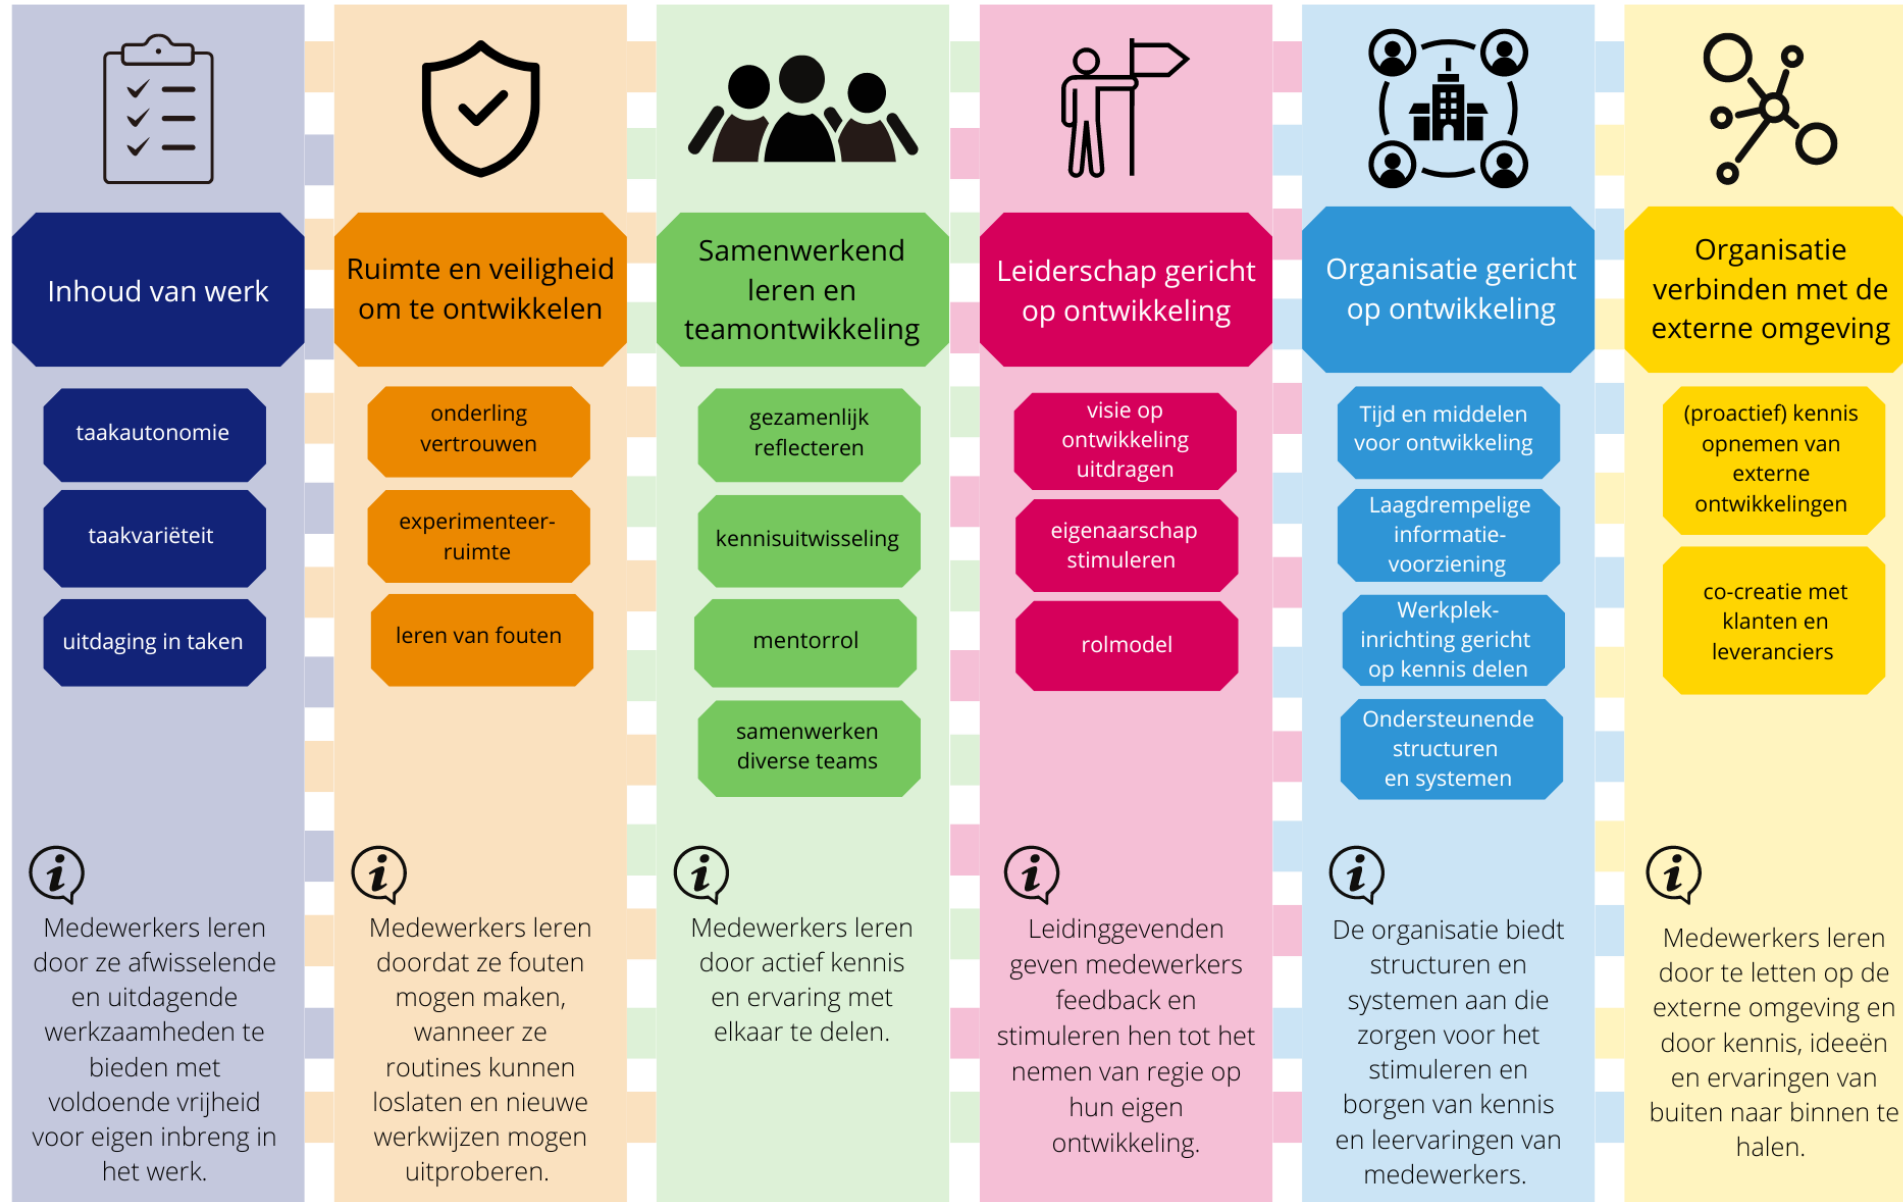 Inhoud van werk
taakautonomie
taakvariëteit
uitdaging in taken
i
Medewerkers leren
door ze afwisselende
en uitdagende
werkzaamheden te
bieden met
voldoende vrijheid
voor eigen inbreng in
het werk.
Ruimte en veiligheid
om te ontwikkelen
onderling
vertrouwen
experimenteer-
ruimte
leren van fouten
i
Medewerkers leren
doordat ze fouten
mogen maken,
wanneer ze
routines kunnen
loslaten en nieuwe
werkwijzen mogen
uitproberen.
Samenwerkend
leren en
teamontwikkeling
gezamenlijk
reflecteren
kennisuitwisseling
mentorrol
samenwerken
diverse teams
i
Medewerkers leren
door actief kennis
en ervaring met
elkaar te delen.
Leiderschap gericht
op ontwikkeling
visie op
ontwikkeling
uitdragen
eigenaarschap
stimuleren
rolmodel
i
Leidinggevenden
geven medewerkers
feedback en
stimuleren hen tot het
nemen van regie op
hun eigen
ontwikkeling.
Organisatie gericht
op ontwikkeling
Tijd en middelen
voor ontwikkeling
Laagdrempelige
informatie-
voorziening
Werkplek-
inrichting gericht
op kennis delen
Ondersteunende
structuren
en systemen
i
De organisatie biedt
structuren en
systemen aan die
zorgen voor het
stimuleren en
borgen van kennis
en leervaringen van
medewerkers.
Organisatie
verbinden met de
externe omgeving
(proactief) kennis
opnemen van
externe
ontwikkelingen
co-creatie met
klanten en
leveranciers
i
Medewerkers leren
door te letten op de
externe omgeving en
door kennis, ideeën
en ervaringen van
buiten naar binnen te
halen.